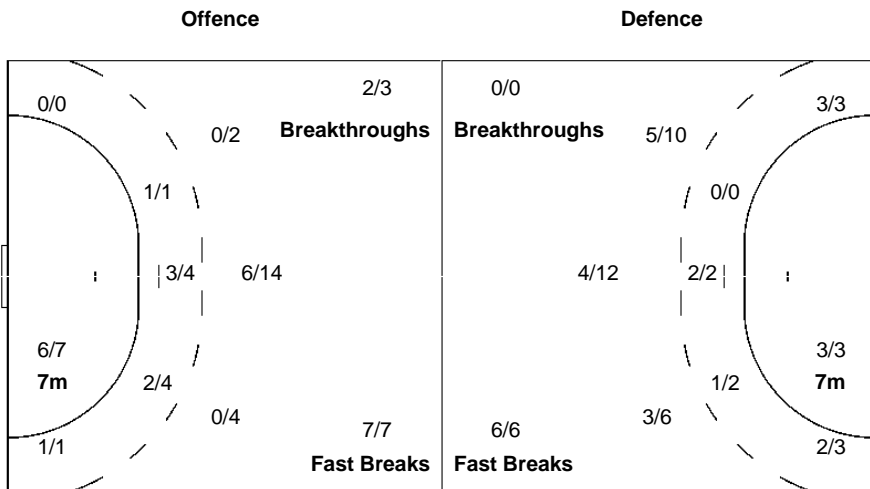 Offence Defence
2/3 0/0
0/0 3/3
0/2 Breakthroughs Breakthroughs 5/10
1/1 0/0
3/4 6/14 4/12 2/2
6/7 3/3
7m 2/4 1/2 7m
0/4 3/6
7/7 6/6
1/1 2/3
Fast Breaks Fast Breaks